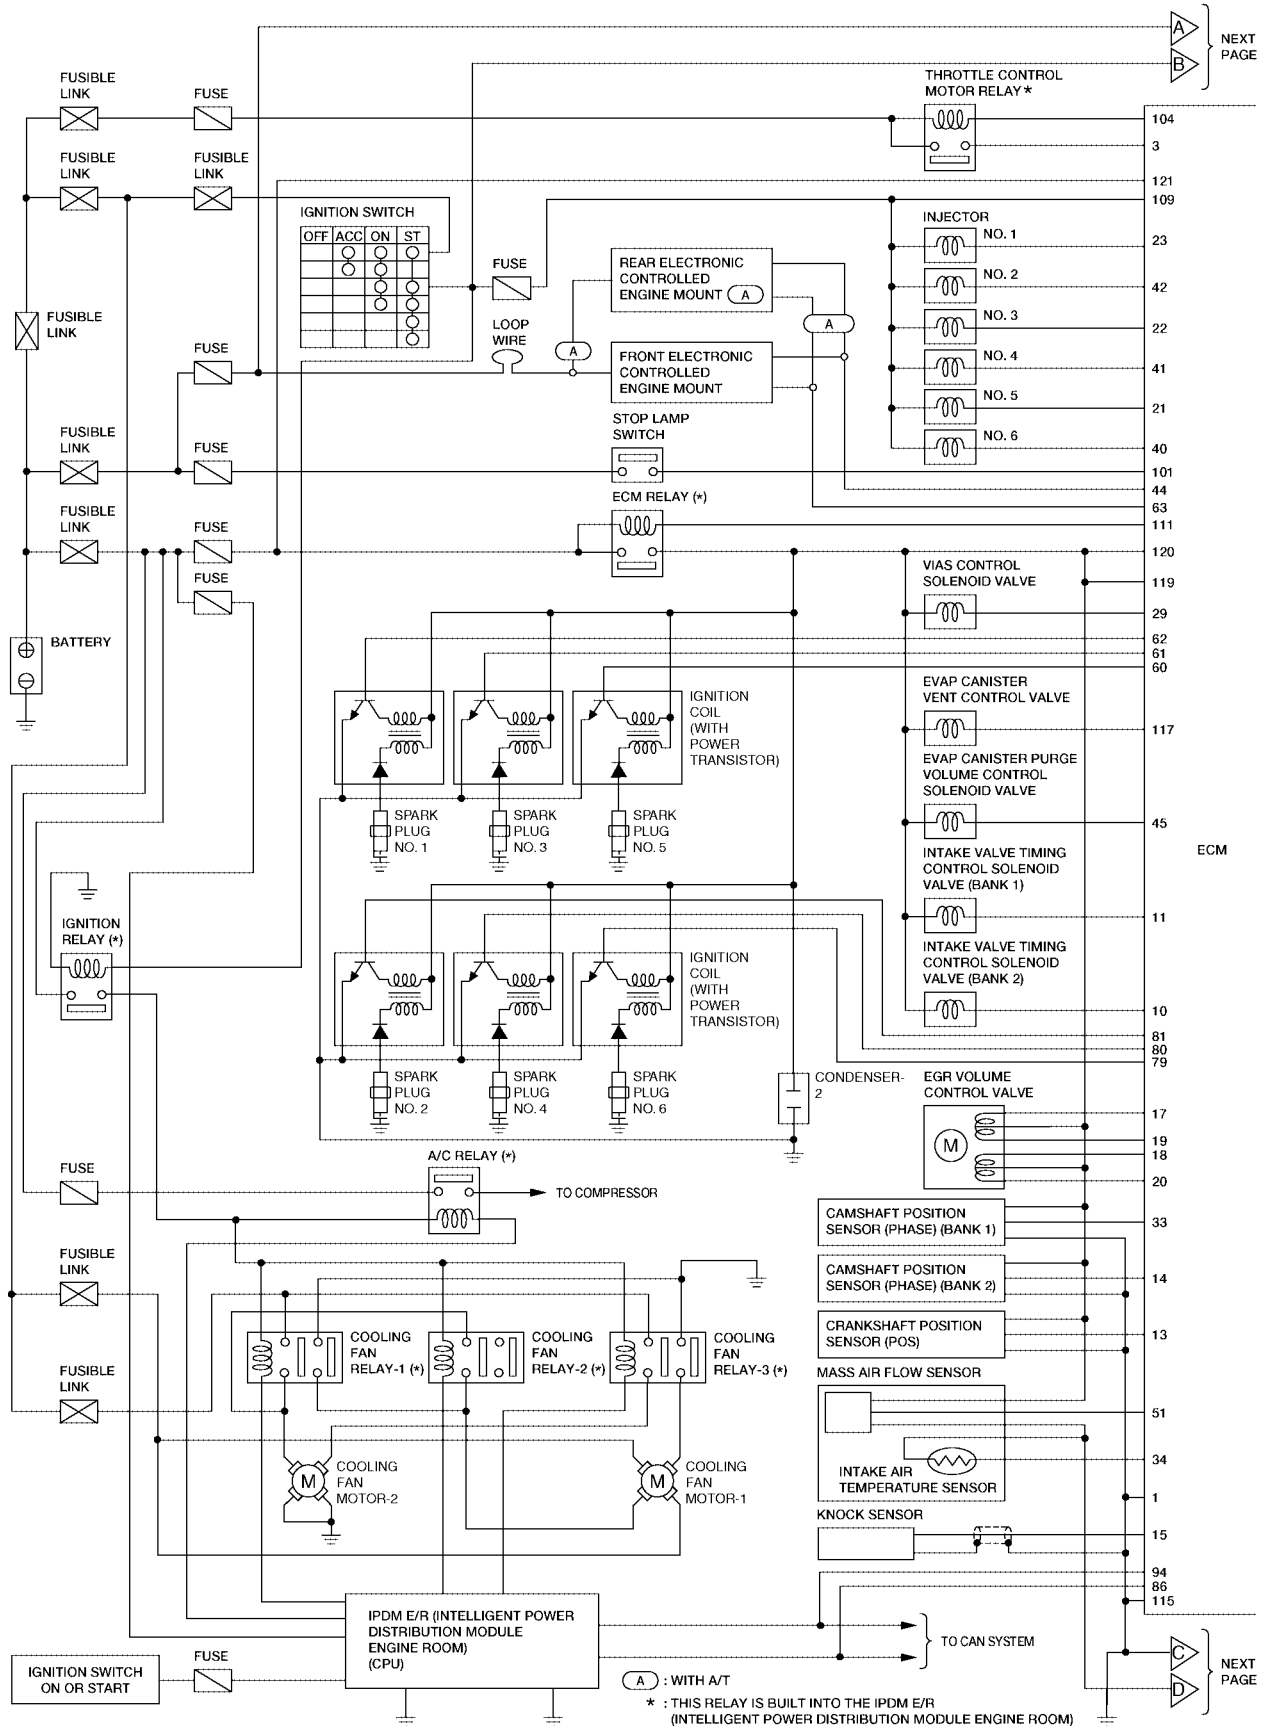 A
NEXT
PAGE
B
FUSIBLE
LINK
FUSE
THROTTLE CONTROL
MOTOR RELAY *
104
3
FUSIBLE
LINK
FUSIBLE
LINK
121
109
IGNITION SWITCH
OFF ACC ON ST
INJECTOR
NO. 1
23
FUSE
REAR ELECTRONIC
CONTROLLED
ENGINE MOUNT A
NO. 2
42
FUSIBLE
LINK
LOOP
WIRE
A
NO. 3
22
FUSE
A
FRONT ELECTRONIC
CONTROLLED
ENGINE MOUNT
NO. 4
41
NO. 5
21
FUSIBLE
LINK
FUSE
STOP LAMP
SWITCH
NO. 6
40
101
44
63
FUSIBLE
LINK
FUSE
ECM RELAY (*)
111
120
FUSE
VIAS CONTROL
SOLENOID VALVE
119
29
BATTERY
62
61
60
IGNITION
COIL
(WITH
POWER
TRANSISTOR)
EVAP CANISTER
VENT CONTROL VALVE
117
EVAP CANISTER PURGE
VOLUME CONTROL
SOLENOID VALVE
45
SPARK
PLUG
NO. 1
SPARK
PLUG
NO. 3
SPARK
PLUG
NO. 5
ECM
INTAKE VALVE TIMING
CONTROL SOLENOID
VALVE (BANK 1)
11
IGNITION
RELAY (*)
IGNITION
COIL
(WITH
POWER
TRANSISTOR)
INTAKE VALVE TIMING
CONTROL SOLENOID
VALVE (BANK 2)
10
81
80
79
SPARK
PLUG
NO. 2
SPARK
PLUG
NO. 4
SPARK
PLUG
NO. 6
CONDENSER-
2
EGR VOLUME
CONTROL VALVE
M
17
19
18
20
FUSE
A/C RELAY (*)
TO COMPRESSOR
CAMSHAFT POSITION
SENSOR (PHASE) (BANK 1)
33
FUSIBLE
LINK
CAMSHAFT POSITION
SENSOR (PHASE) (BANK 2)
14
COOLING
FAN
RELAY-1 (*)
COOLING
FAN
RELAY-2 (*)
COOLING
FAN
RELAY-3 (*)
CRANKSHAFT POSITION
SENSOR (POS)
13
FUSIBLE
LINK
MASS AIR FLOW SENSOR
51
34
INTAKE AIR
TEMPERATURE SENSOR
M
COOLING
FAN
MOTOR-2
M
COOLING
FAN
MOTOR-1
1
KNOCK SENSOR
15
94
86
115
IPDM E/R (INTELLIGENT POWER
DISTRIBUTION MODULE
ENGINE ROOM)
(CPU)
TO CAN SYSTEM
IGNITION SWITCH
ON OR START
FUSE
C
NEXT
PAGE
D
A : WITH A/T
* : THIS RELAY IS BUILT INTO THE IPDM E/R
(INTELLIGENT POWER DISTRIBUTION MODULE ENGINE ROOM)